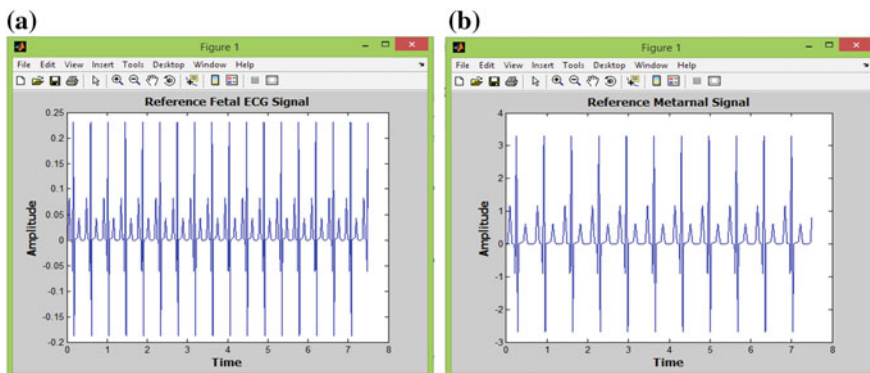 (a)
Figure 1
File Edit View Insert Tools Desktop Window Help
Reference Fetal ECG Signal
Amplitude
0.25
0.2
0.15
0.1
0.05
0
-0.05
-0.1
-0.15
-0.2
0 1 2 3 4 5 6 7 8
Time
(b)
Figure 1
File Edit View Insert Tools Desktop Window Help
Reference Metarnal Signal
Amplitude
4
3
2
1
0
-1
-2
-3
0 1 2 3 4 5 6 7 8
Time